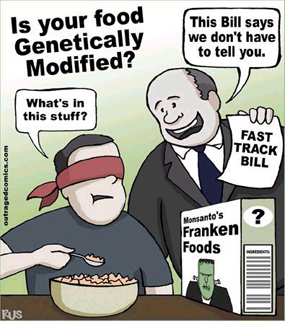 Is your food
Genetically
Modified?
This Bill says
we don't have
to tell you.
What's in
this stuff?
FAST
TRACK
BILL
Monsanto's
Franken
Foods
?
INGREDIENTS:
outragedcomics.com
RUS